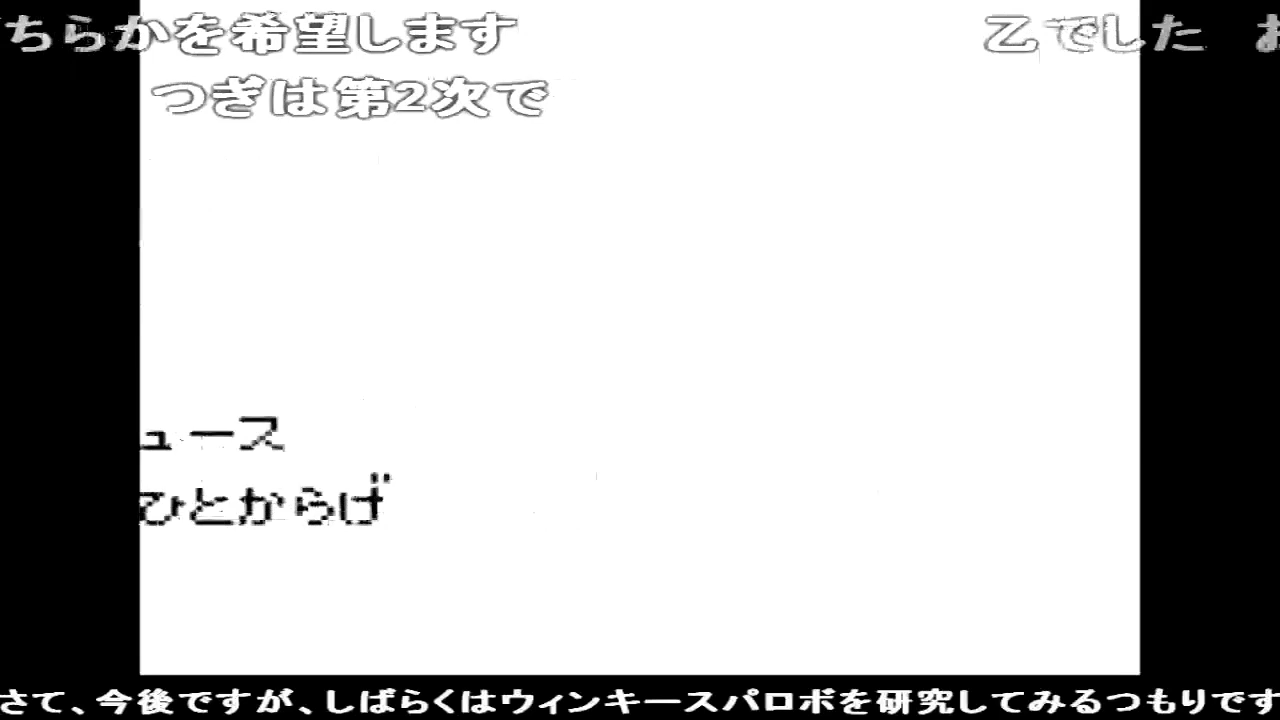 ちらかを希望します
乙でした お
つぎは第2次で
ュース
ひとからげ
さて、今後ですが、しばらくはウィンキースパロボを研究してみるつもりです